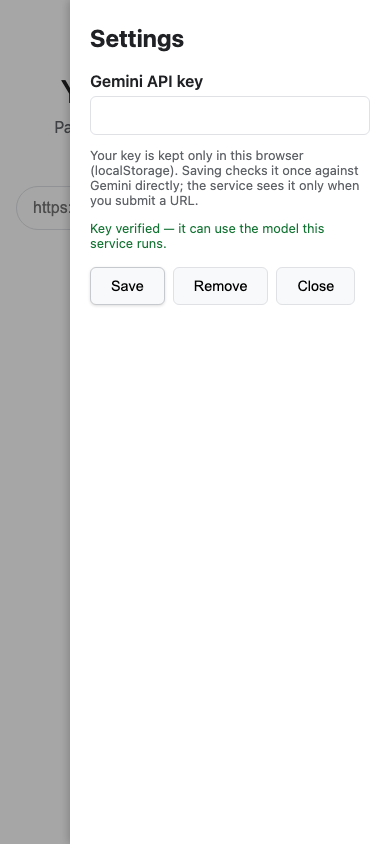 Settings
Gemini API key
Your key is kept only in this browser
(localStorage). Saving checks it once against
Gemini directly; the service sees it only when
you submit a URL.
Key verified — it can use the model this
service runs.
Save Remove Close
https: